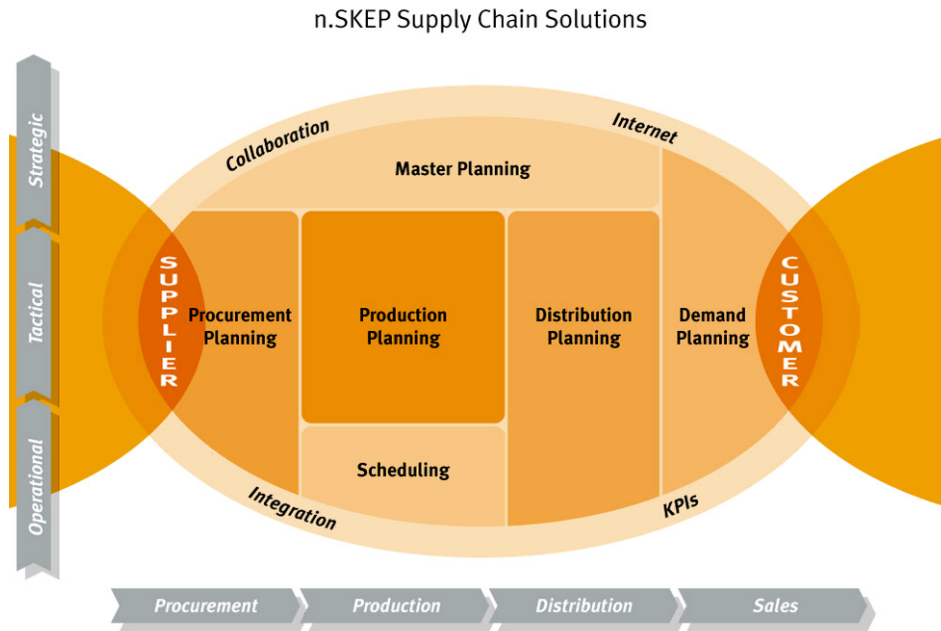 n.SKEP Supply Chain Solutions
Strategic
Tactical
Operational
Collaboration
Internet
Master Planning
SUPPLIER
Procurement
Planning
Production
Planning
Distribution
Planning
Demand
Planning
CUSTOMER
Scheduling
Integration
KPIs
Procurement
Production
Distribution
Sales